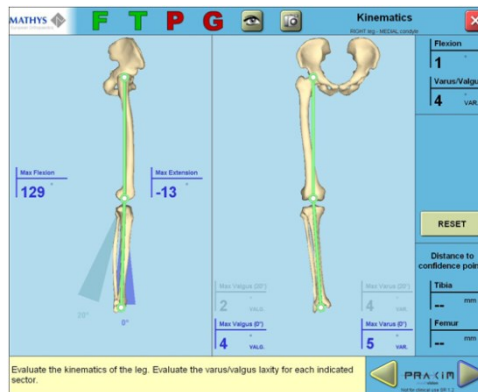 MATHYS
F T P G
Kinematics
RIGHT leg - MEDIAL condyle
Flexion
1 °
Varus/Valgus
4 VAR.
Max Flexion
129 °
Max Extension
-13 °
RESET
Distance to
confidence point
Tibia
-- mm
Femur
-- mm
20°
0°
Max Valgus (20°)
2 VALG.
Max Varus (20°)
4 VAR.
Max Valgus (0°)
4 VALG.
Max Varus (0°)
5 VAR.
Evaluate the kinematics of the leg. Evaluate the varus/valgus laxity for each indicated
sector.
PRAXIM